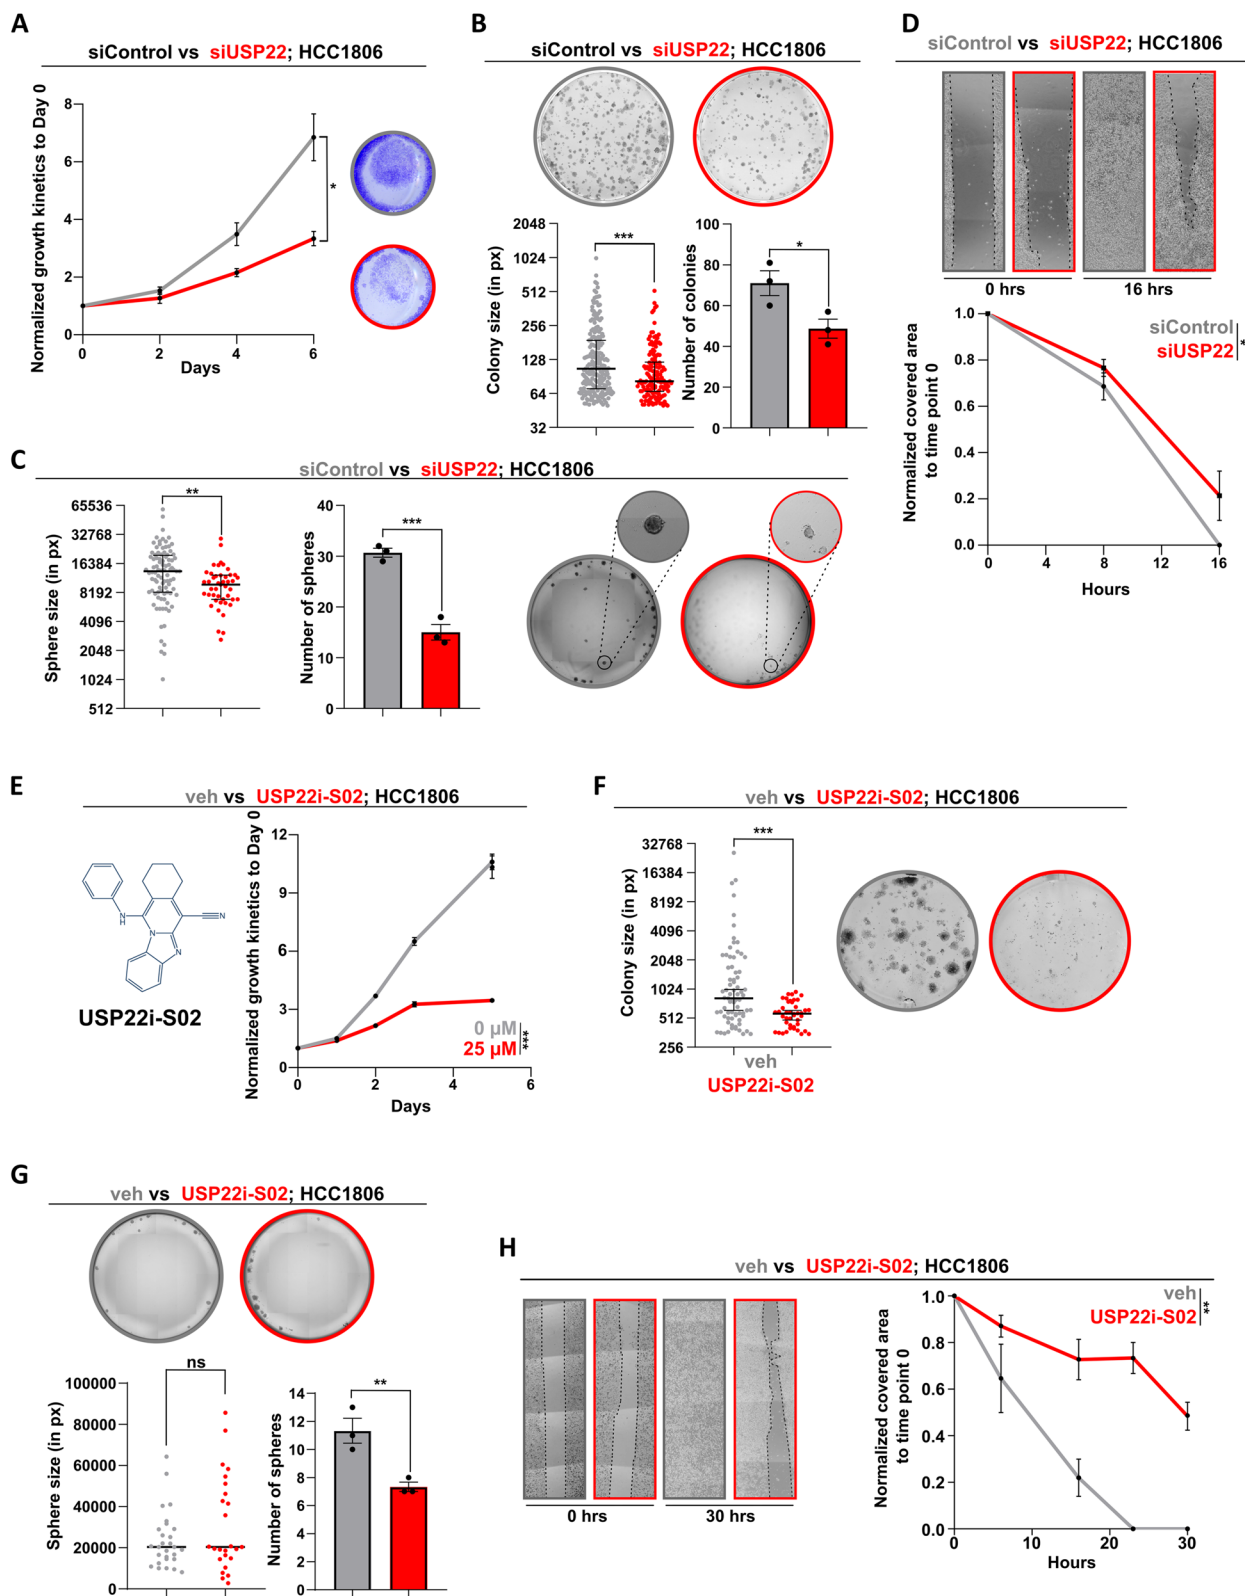 A
siControl vs siUSP22; HCC1806
Normalized growth kinetics to Day 0
8
6
4
2
0
0 2 4 6
Days
*
B
siControl vs siUSP22; HCC1806
Colony size (in px)
2048
1024
512
256
128
64
32
***
Number of colonies
100
80
60
40
20
0
*
C
siControl vs siUSP22; HCC1806
Sphere size (in px)
65536
32768
16384
8192
4096
2048
1024
512
**
Number of spheres
40
30
20
10
0
***
D
siControl vs siUSP22; HCC1806
0 hrs 16 hrs
Normalized covered area
to time point 0
1.0
0.8
0.6
0.4
0.2
0.0
0 4 8 12 16
Hours
siControl
siUSP22
*
E
veh vs USP22i-S02; HCC1806
N
H
N
N
N
USP22i-S02
Normalized growth kinetics to Day 0
12
9
6
3
0
0 2 4 6
Days
0 µM
25 µM
***
F
veh vs USP22i-S02; HCC1806
Colony size (in px)
32768
16384
8192
4096
2048
1024
512
256
***
veh
USP22i-S02
G
veh vs USP22i-S02; HCC1806
Sphere size (in px)
100000
80000
60000
40000
20000
0
ns
Number of spheres
14
12
10
8
6
4
2
0
**
H
veh vs USP22i-S02; HCC1806
0 hrs 30 hrs
Normalized covered area
to time point 0
1.0
0.8
0.6
0.4
0.2
0.0
0 10 20 30
Hours
veh
USP22i-S02
**